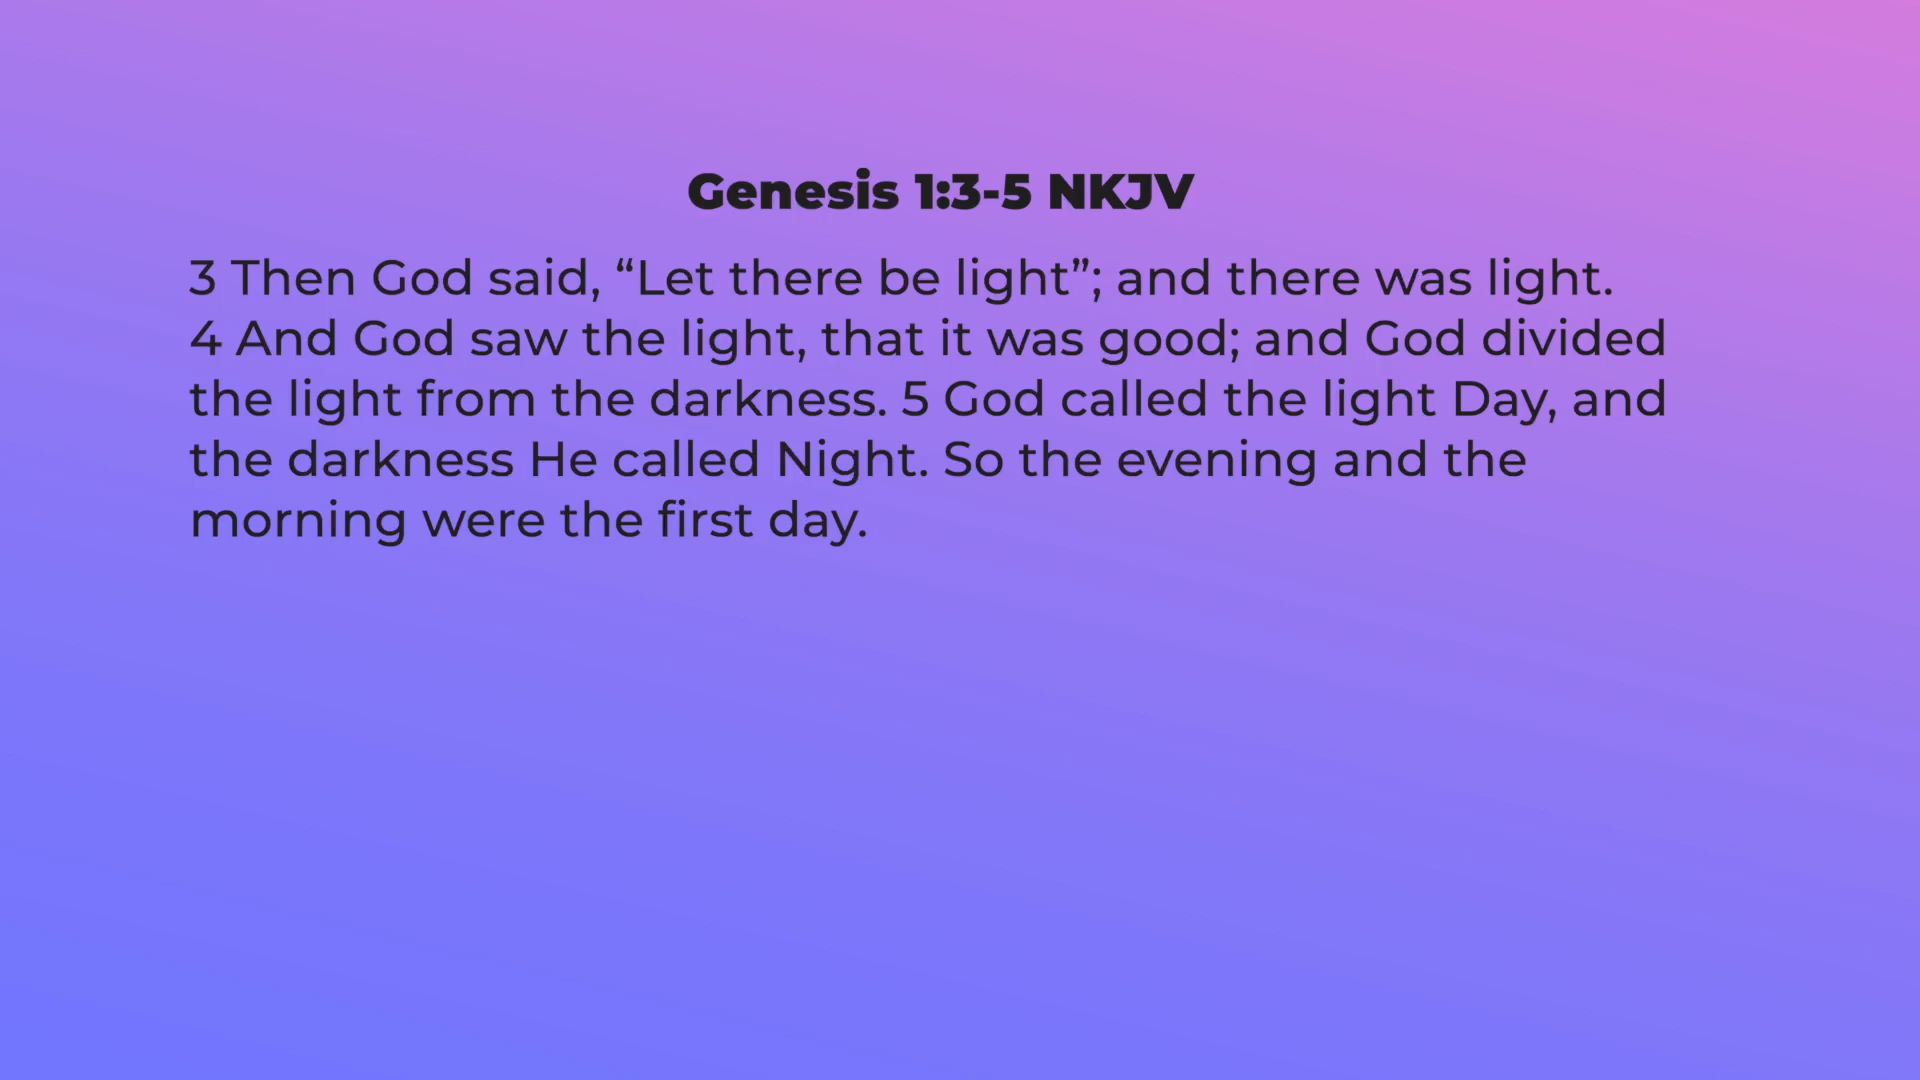 Genesis 1:3-5 NKJV
3 Then God said, “Let there be light”; and there was light.
4 And God saw the light, that it was good; and God divided
the light from the darkness. 5 God called the light Day, and
the darkness He called Night. So the evening and the
morning were the first day.